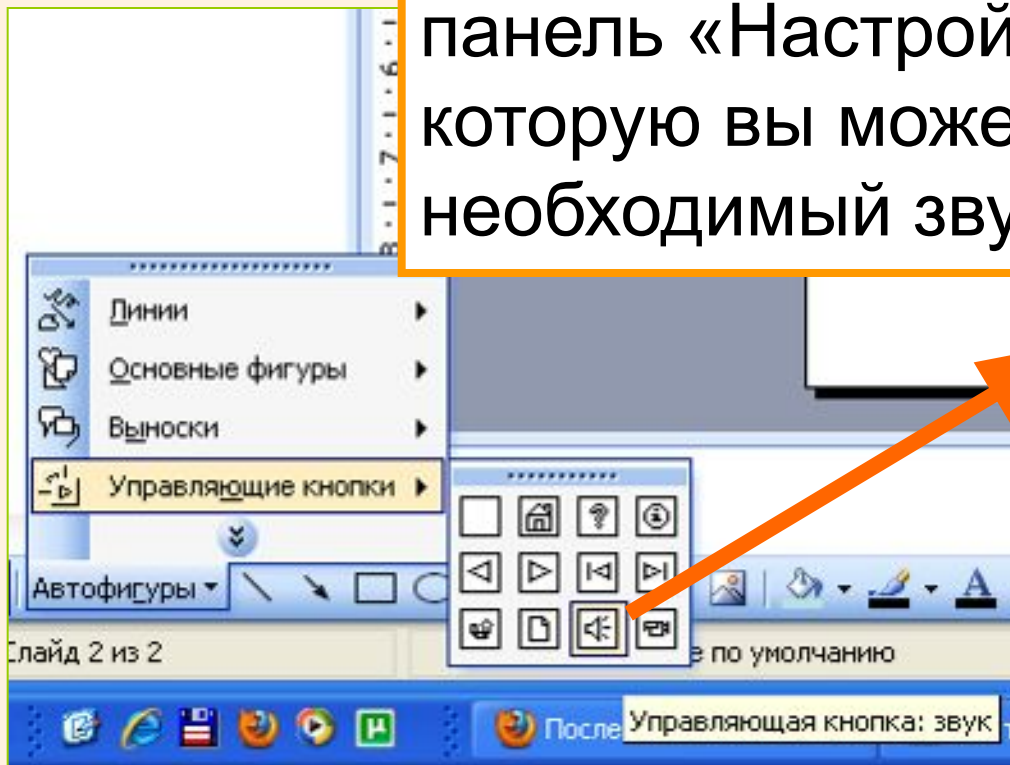 панель «Настрой
которую вы може
необходимый зву
Линии
Основные фигуры
Выноски
Управляющие кнопки
Автофигуры
А
Слайд 2 из 2
е по умолчанию
После
Управляющая кнопка: звук